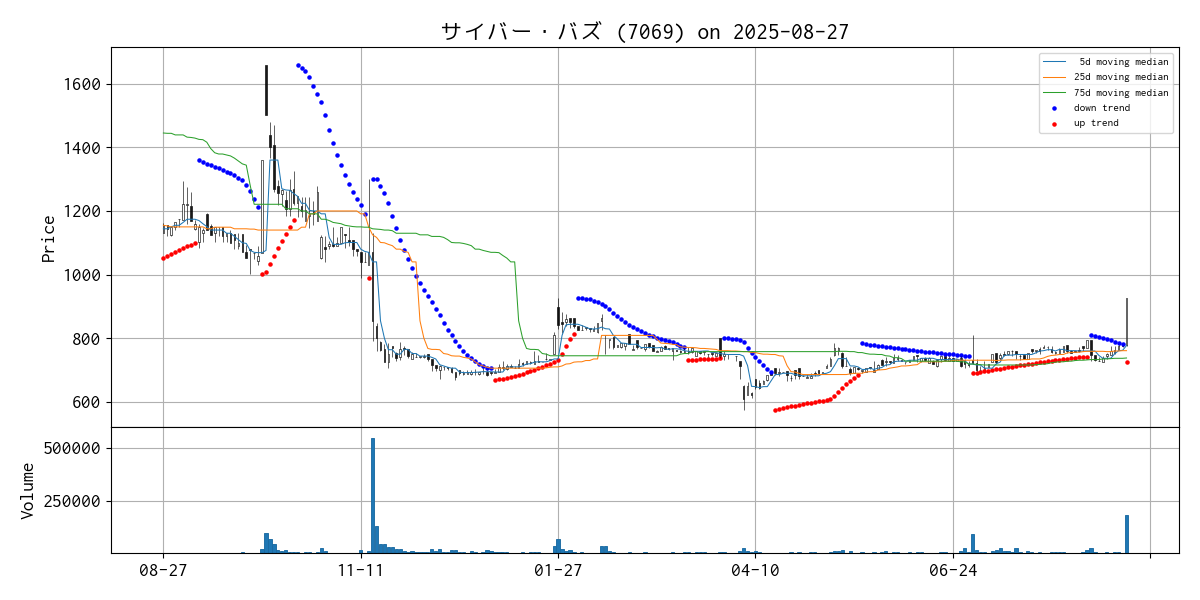 サイバー・バズ (7069) on 2025-08-27
5d moving median
25d moving median
75d moving median
down trend
up trend
Price
1600
1400
1200
1000
800
600
Volume
500000
250000
08-27
11-11
01-27
04-10
06-24